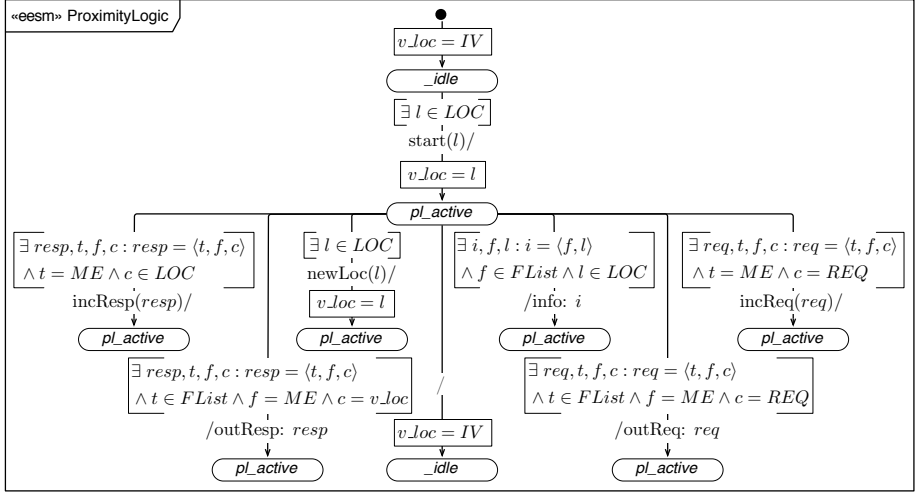 «eesm» ProximityLogic
v_loc = IV
_idle
∃ l ∈ LOC
start(l)/
v_loc = l
pl_active
∃ resp, t, f, c : resp = ⟨t, f, c⟩
∧ t = ME ∧ c ∈ LOC
incResp(resp)/
pl_active
∃ l ∈ LOC
newLoc(l)/
v_loc = l
pl_active
∃ i, f, l : i = ⟨f, l⟩
∧ f ∈ FList ∧ l ∈ LOC
/info: i
pl_active
∃ req, t, f, c : req = ⟨t, f, c⟩
∧ t = ME ∧ c = REQ
incReq(req)/
pl_active
∃ resp, t, f, c : resp = ⟨t, f, c⟩
∧ t ∈ FList ∧ f = ME ∧ c = v_loc
/outResp: resp
pl_active
/
v_loc = IV
_idle
∃ req, t, f, c : req = ⟨t, f, c⟩
∧ t ∈ FList ∧ f = ME ∧ c = REQ
/outReq: req
pl_active